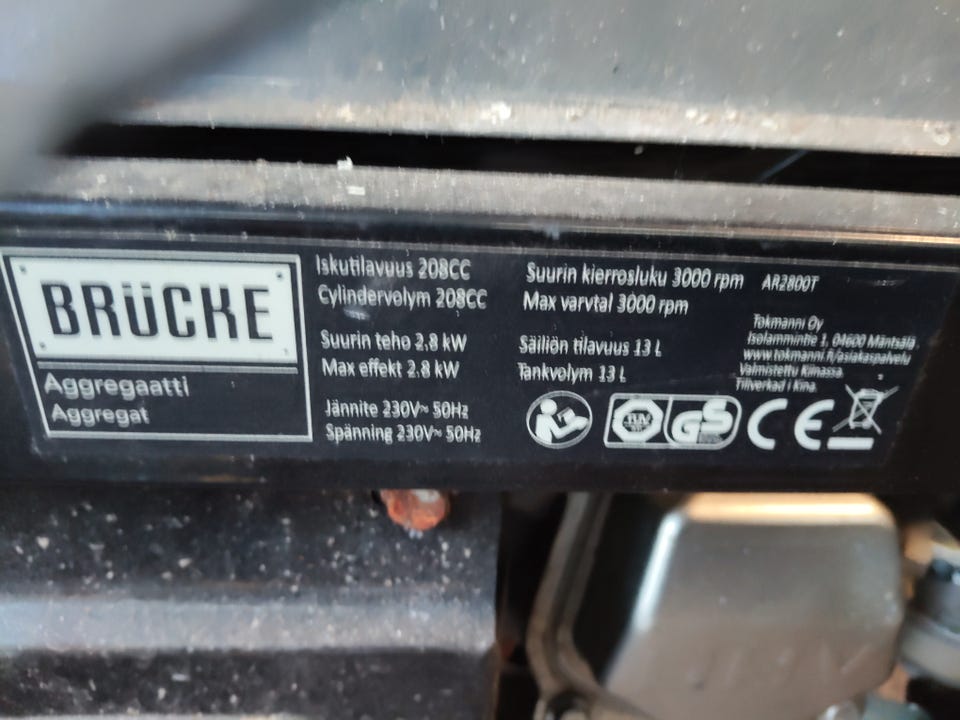 BRÜCKE
Aggregaatti
Aggregat
Iskutilavuus 208CC
Cylindervolym 208CC
Suurin teho 2,8 kW
Max effekt 2.8 kW
Jännite 230V~ 50Hz
Spänning 230V~ 50Hz
Suurin kierrosluku 3000 rpm
Max varvtal 3000 rpm
Säiliön tilavuus 13 L
Tankvolym 13 L
AR2800T
Tokmanni Oy
Isolammintie 1, 04600 Mäntsälä
www.tokmanni.fi/asiakaspalvelu
Valmistettu Kiinassa.
Tillverkad i Kina.
TÜV
GS
CE